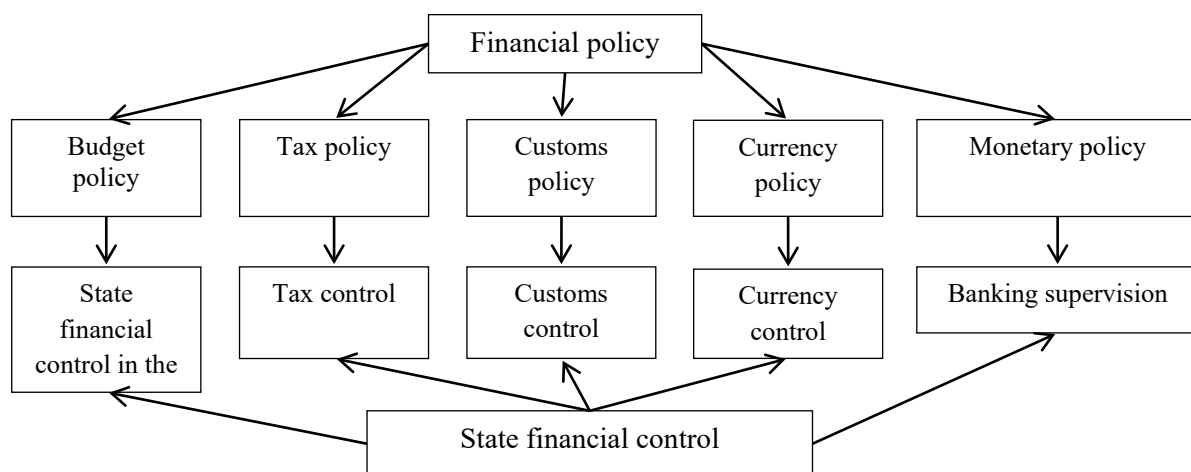 Financial policy
Budget
policy
Tax policy
Customs
policy
Currency
policy
Monetary policy
State
financial
control in the
Tax control
Customs
control
Currency
control
Banking supervision
State financial control